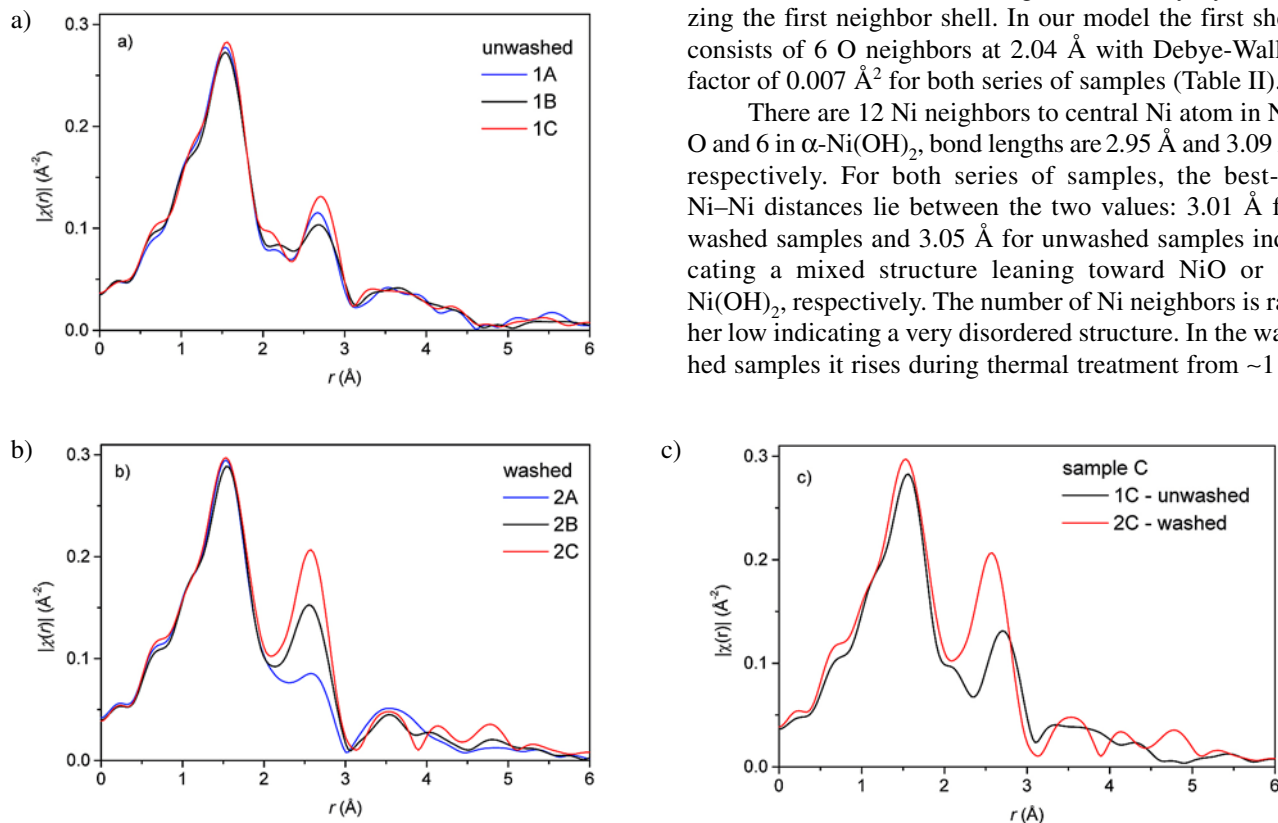 zing the first neighbor shell. In our model the first she
consists of 6 O neighbors at 2.04 Å with Debye-Wall
factor of 0.007 Å² for both series of samples (Table II).
There are 12 Ni neighbors to central Ni atom in N
O and 6 in α-Ni(OH)₂, bond lengths are 2.95 Å and 3.09
respectively. For both series of samples, the best-
Ni–Ni distances lie between the two values: 3.01 Å f
washed samples and 3.05 Å for unwashed samples ind
cating a mixed structure leaning toward NiO or
Ni(OH)₂, respectively. The number of Ni neighbors is ra
her low indicating a very disordered structure. In the wa
hed samples it rises during thermal treatment from ~1
a)
a)
unwashed
1A
1B
1C
0.3
0.2
0.1
0.0
|χ(r)| (Å⁻²)
0 1 2 3 4 5 6
r (Å)
b)
b)
washed
2A
2B
2C
0.3
0.2
0.1
0.0
|χ(r)| (Å⁻²)
0 1 2 3 4 5 6
r (Å)
c)
c)
sample C
1C - unwashed
2C - washed
0.3
0.2
0.1
0.0
|χ(r)| (Å⁻²)
0 1 2 3 4 5 6
r (Å)